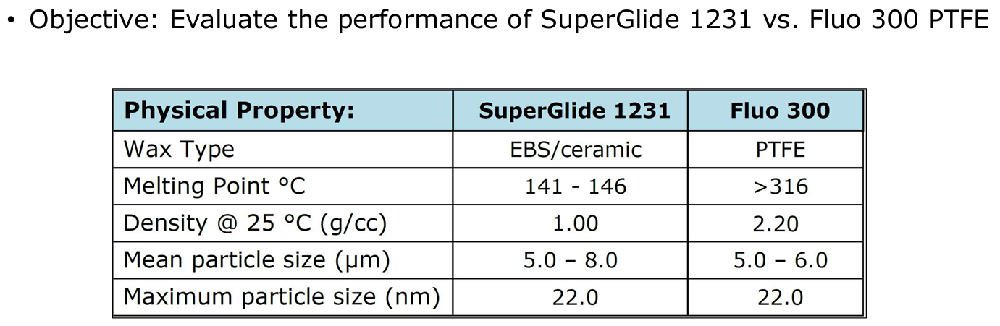 • Objective: Evaluate the performance of SuperGlide 1231 vs. Fluo 300 PTFE
Physical Property: SuperGlide 1231 Fluo 300
Wax Type EBS/ceramic PTFE
Melting Point °C 141 - 146 >316
Density @ 25 °C (g/cc) 1.00 2.20
Mean particle size (µm) 5.0 – 8.0 5.0 – 6.0
Maximum particle size (nm) 22.0 22.0